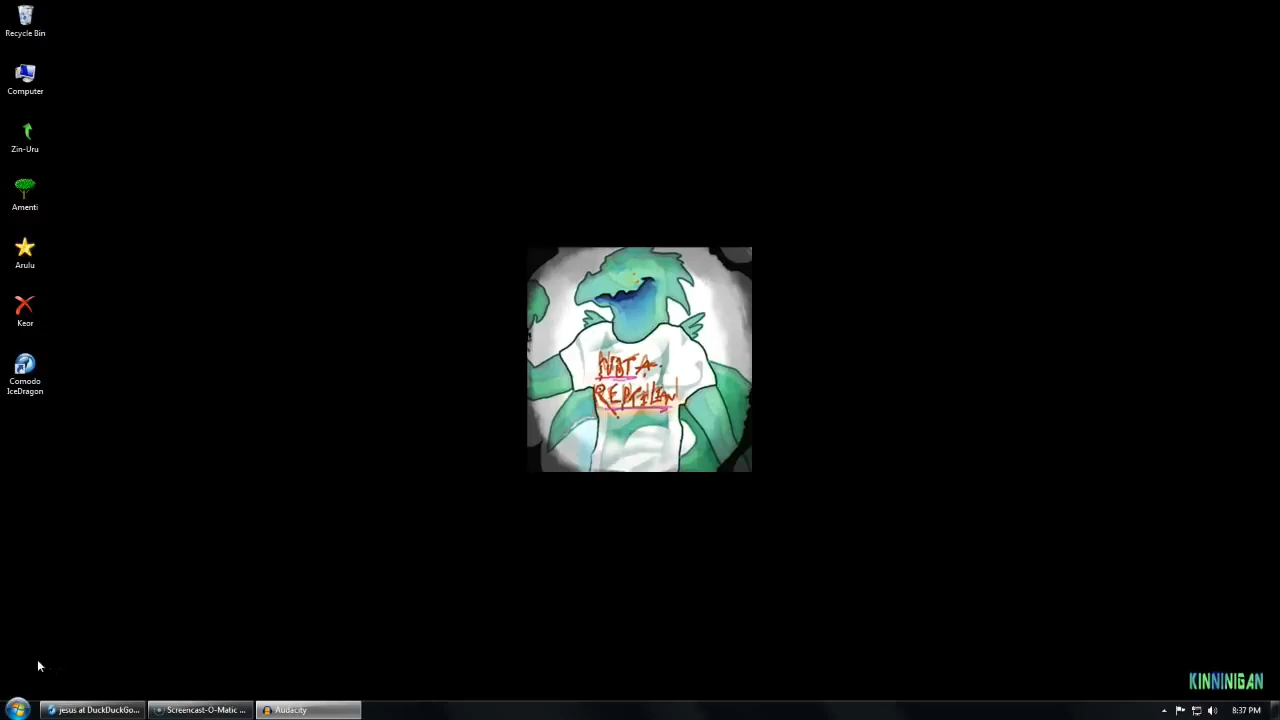 Recycle Bin
Computer
Zin-Uru
Amenti
Arulu
Keor
Comodo
IceDragon
NOT A
REPTILIAN
KINNINIGAN
jesus at DuckDuckGo...
Screencast-O-Matic ...
Audacity
8:37 PM